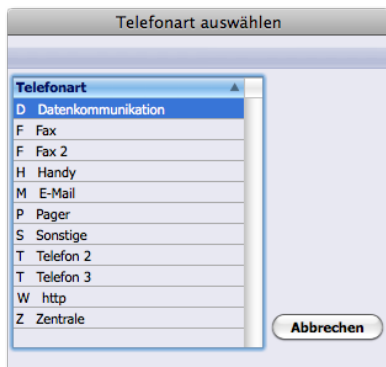 Telefonart auswählen
Telefonart
D Datenkommunikation
F Fax
F Fax 2
H Handy
M E-Mail
P Pager
S Sonstige
T Telefon 2
T Telefon 3
W http
Z Zentrale
Abbrechen